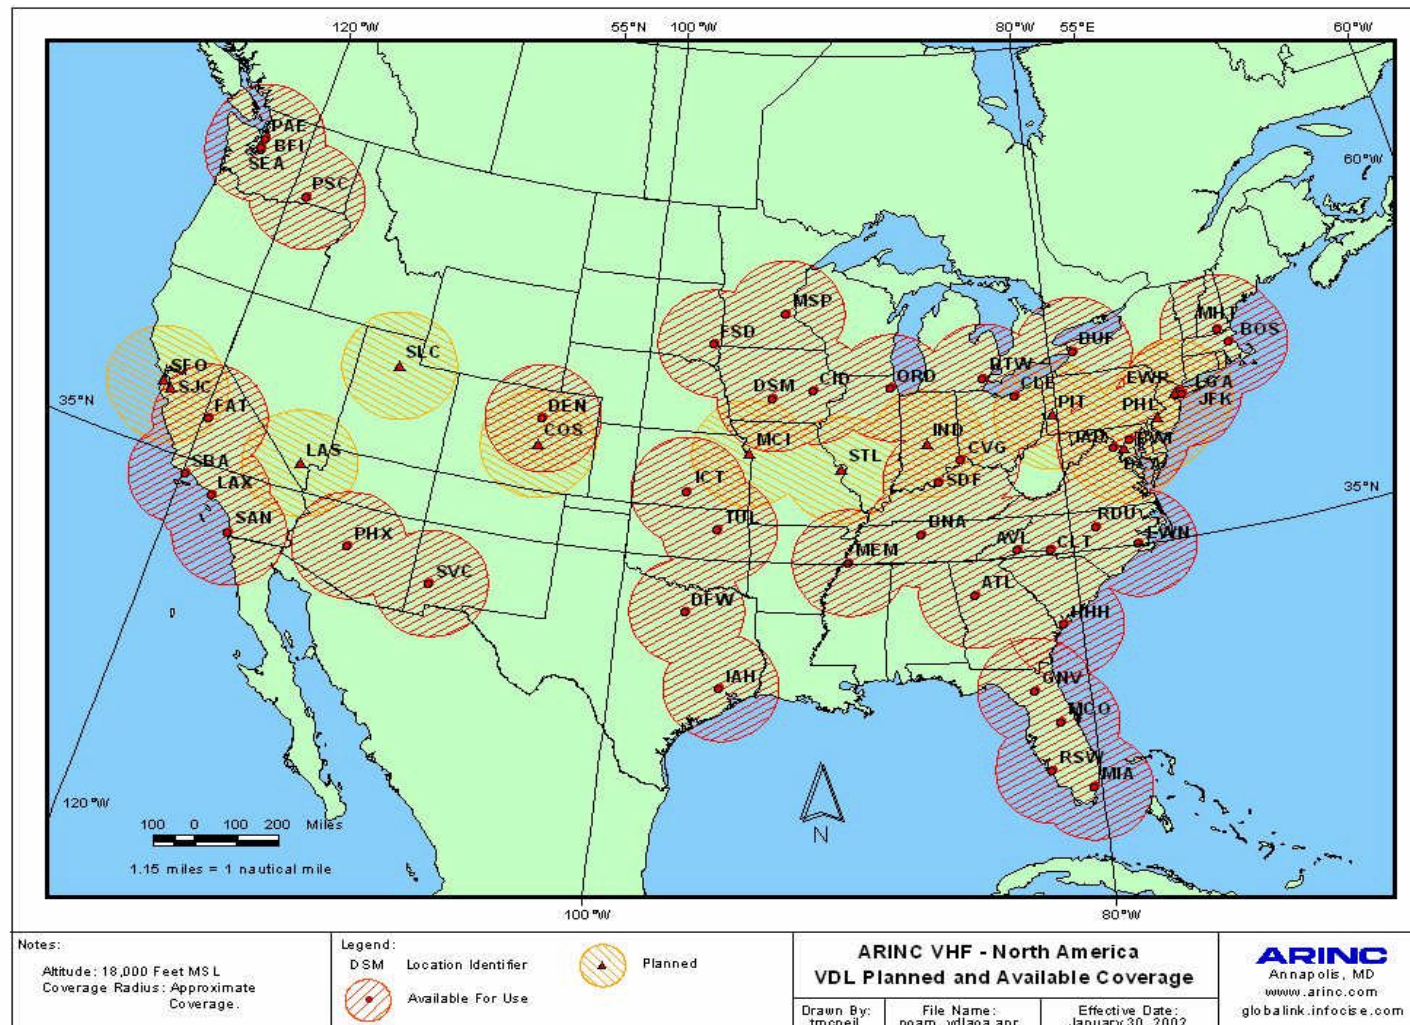 120°W 55°N 100°W 80°W 55°E 60°W
60°W
PAE
BFI
SEA
PSC
MSP
FSD
MHT
BOS
BUF
SFO
SJC
SLC
DTW
CLE
ORD
CID
DSM
EWR
LGA
JFK
35°N
FAT
DEN
COS
PIT
PHL
LAS
MCI
STL
IND
CVG
IAD
BWI
DCA
SBA
LAX
ICT
SDF
35°N
SAN
PHX
TUL
BNA
RDU
EWN
MEM
AVL
CLT
SVC
DFW
ATL
HHH
IAH
GNV
MCO
RSW
MIA
120°W
100 0 100 200 Miles
1.15 miles = 1 nautical mile
N
100°W 80°W
Notes:
Altitude: 18,000 Feet MSL
Coverage Radius: Approximate
Coverage.
Legend:
DSM Location Identifier
Planned
Available For Use
ARINC VHF - North America
VDL Planned and Available Coverage
Drawn By:
tmcneil
File Name:
noam_vdlaoa.apr
Effective Date:
January 30, 2002
ARINC
Annapolis, MD
www.arinc.com
globalink.infocise.com